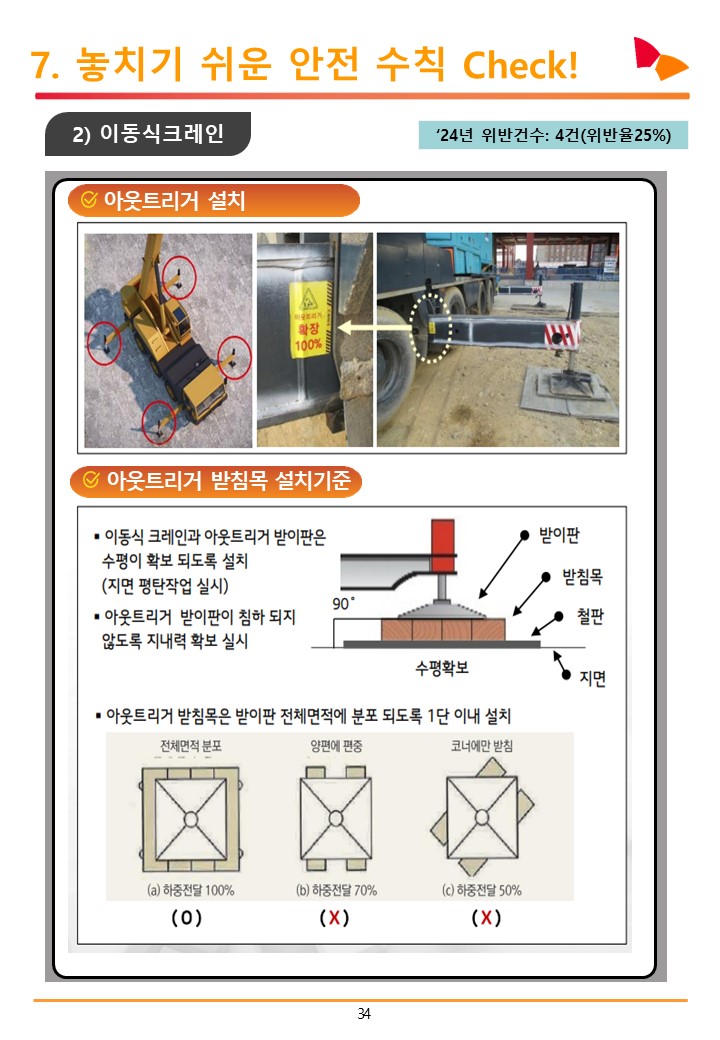 7. 놓치기 쉬운 안전 수칙 Check!
2) 이동식크레인
‘24년 위반건수: 4건(위반율25%)
아웃트리거 설치
아웃트리거
확장
100%
아웃트리거 받침목 설치기준
▪ 이동식 크레인과 아웃트리거 받이판은
수평이 확보 되도록 설치
(지면 평탄작업 실시)
▪ 아웃트리거 받이판이 침하 되지
않도록 지내력 확보 실시
받이판
받침목
철판
지면
90˚
수평확보
▪ 아웃트리거 받침목은 받이판 전체면적에 분포 되도록 1단 이내 설치
전체면적 분포
양편에 편중
코너에만 받침
(a) 하중전달 100%
(b) 하중전달 70%
(c) 하중전달 50%
(O)
(X)
(X)
34